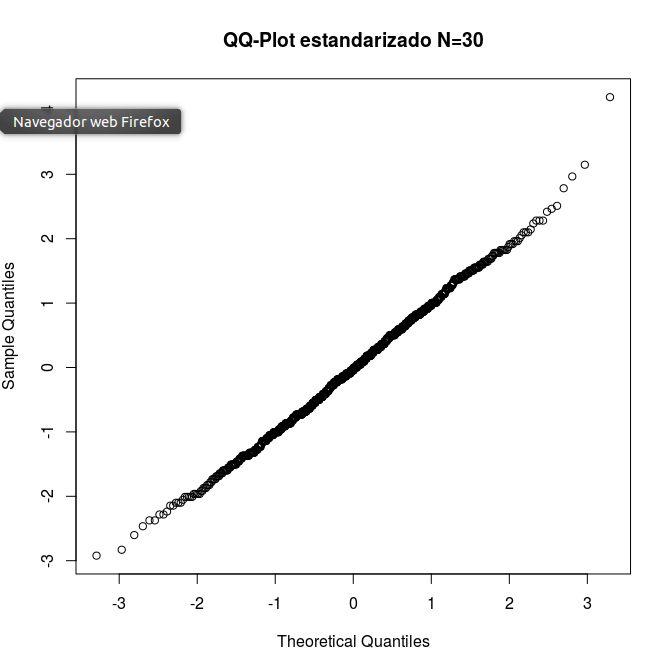 QQ-Plot estandarizado N=30
Navegador web Firefox
3
2
1
0
-1
-2
-3
Sample Quantiles
-3 -2 -1 0 1 2 3
Theoretical Quantiles